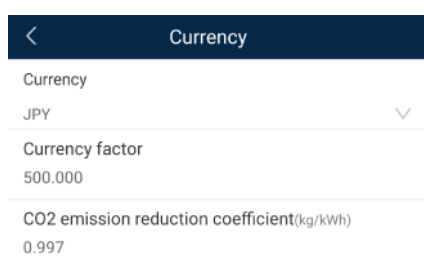 Currency
Currency
JPY
Currency factor
500.000
CO2 emission reduction coefficient(kg/kWh)
0.997